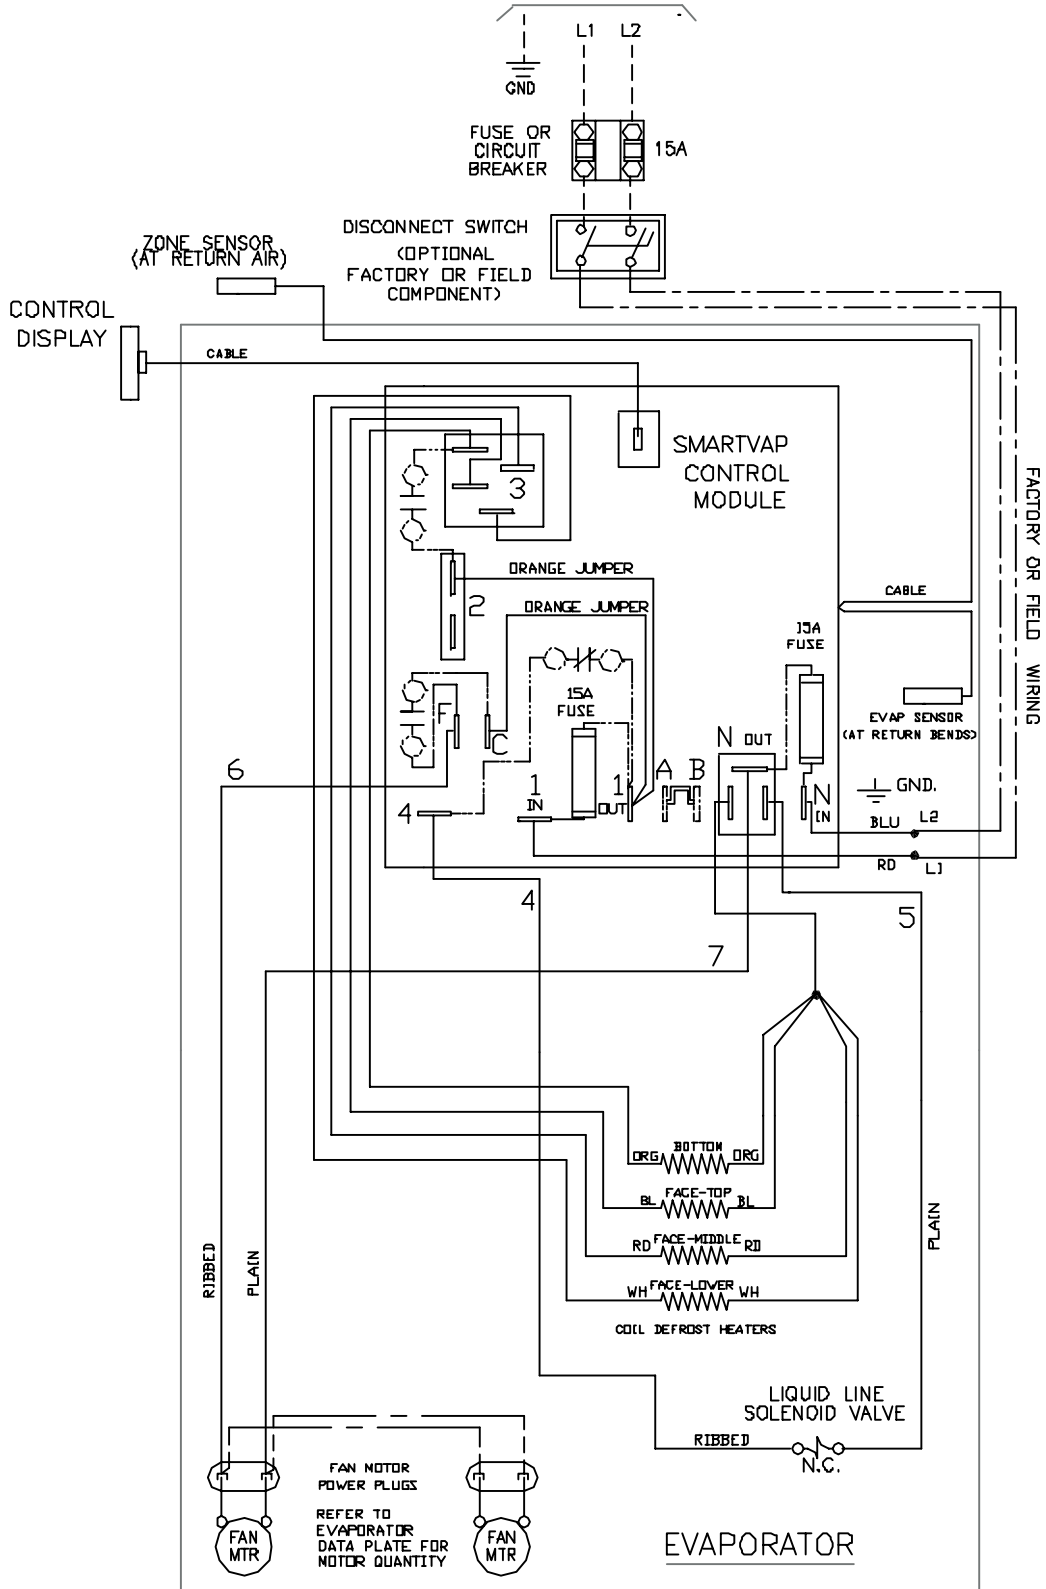 L1
L2
GND
FUSE OR
CIRCUIT
BREAKER
15A
DISCONNECT SWITCH
(OPTIONAL
FACTORY OR FIELD
COMPONENT)
ZONE SENSOR
(AT RETURN AIR)
CONTROL
DISPLAY
CABLE
SMARTVAP
CONTROL
MODULE
3
FACTORY OR FIELD WIRING
ORANGE JUMPER
2
ORANGE JUMPER
CABLE
15A
FUSE
15A
FUSE
EVAP SENSOR
(AT RETURN BENDS)
F
C
N OUT
6
1
IN
1
OUT
A
B
N
IN
GND.
4
BLU
L2
RD
L1
4
5
7
BOTTOM
ORG
ORG
FACE-TOP
BL
BL
FACE-MIDDLE
RD
RD
FACE-LOWER
WH
WH
COIL DEFROST HEATERS
RIBBED
PLAIN
PLAIN
LIQUID LINE
SOLENOID VALVE
RIBBED
N.C.
FAN MOTOR
POWER PLUGS
REFER TO
EVAPORATOR
DATA PLATE FOR
MOTOR QUANTITY
FAN
MTR
FAN
MTR
EVAPORATOR